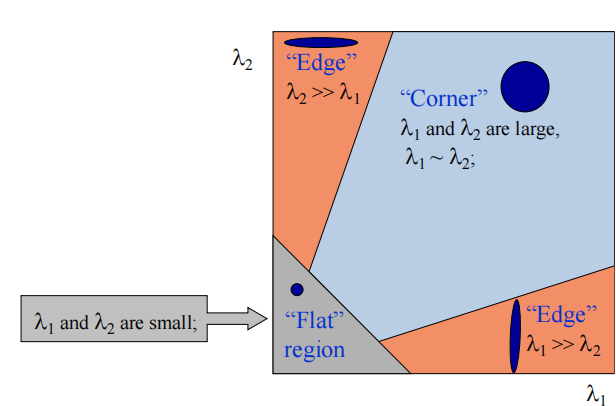 λ₂
“Edge”
λ₂ >> λ₁
“Corner”
λ₁ and λ₂ are large,
λ₁ ~ λ₂;
λ₁ and λ₂ are small;
“Flat”
region
“Edge”
λ₁ >> λ₂
λ₁